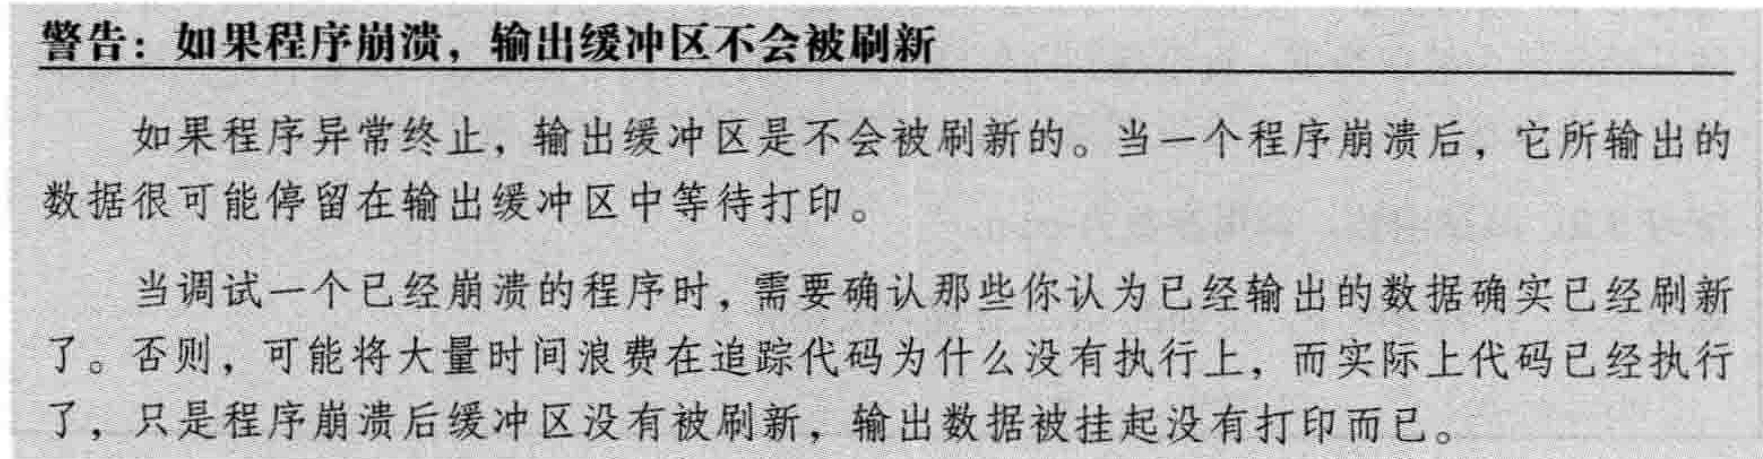 警告：如果程序崩溃，输出缓冲区不会被刷新
如果程序异常终止，输出缓冲区是不会被刷新的。当一个程序崩溃后，它所输出的
数据很可能停留在输出缓冲区中等待打印。
当调试一个已经崩溃的程序时，需要确认那些你认为已经输出的数据确实已经刷新
了。否则，可能将大量时间浪费在追踪代码为什么没有执行上，而实际上代码已经执行
了，只是程序崩溃后缓冲区没有被刷新，输出数据被挂起没有打印而已。